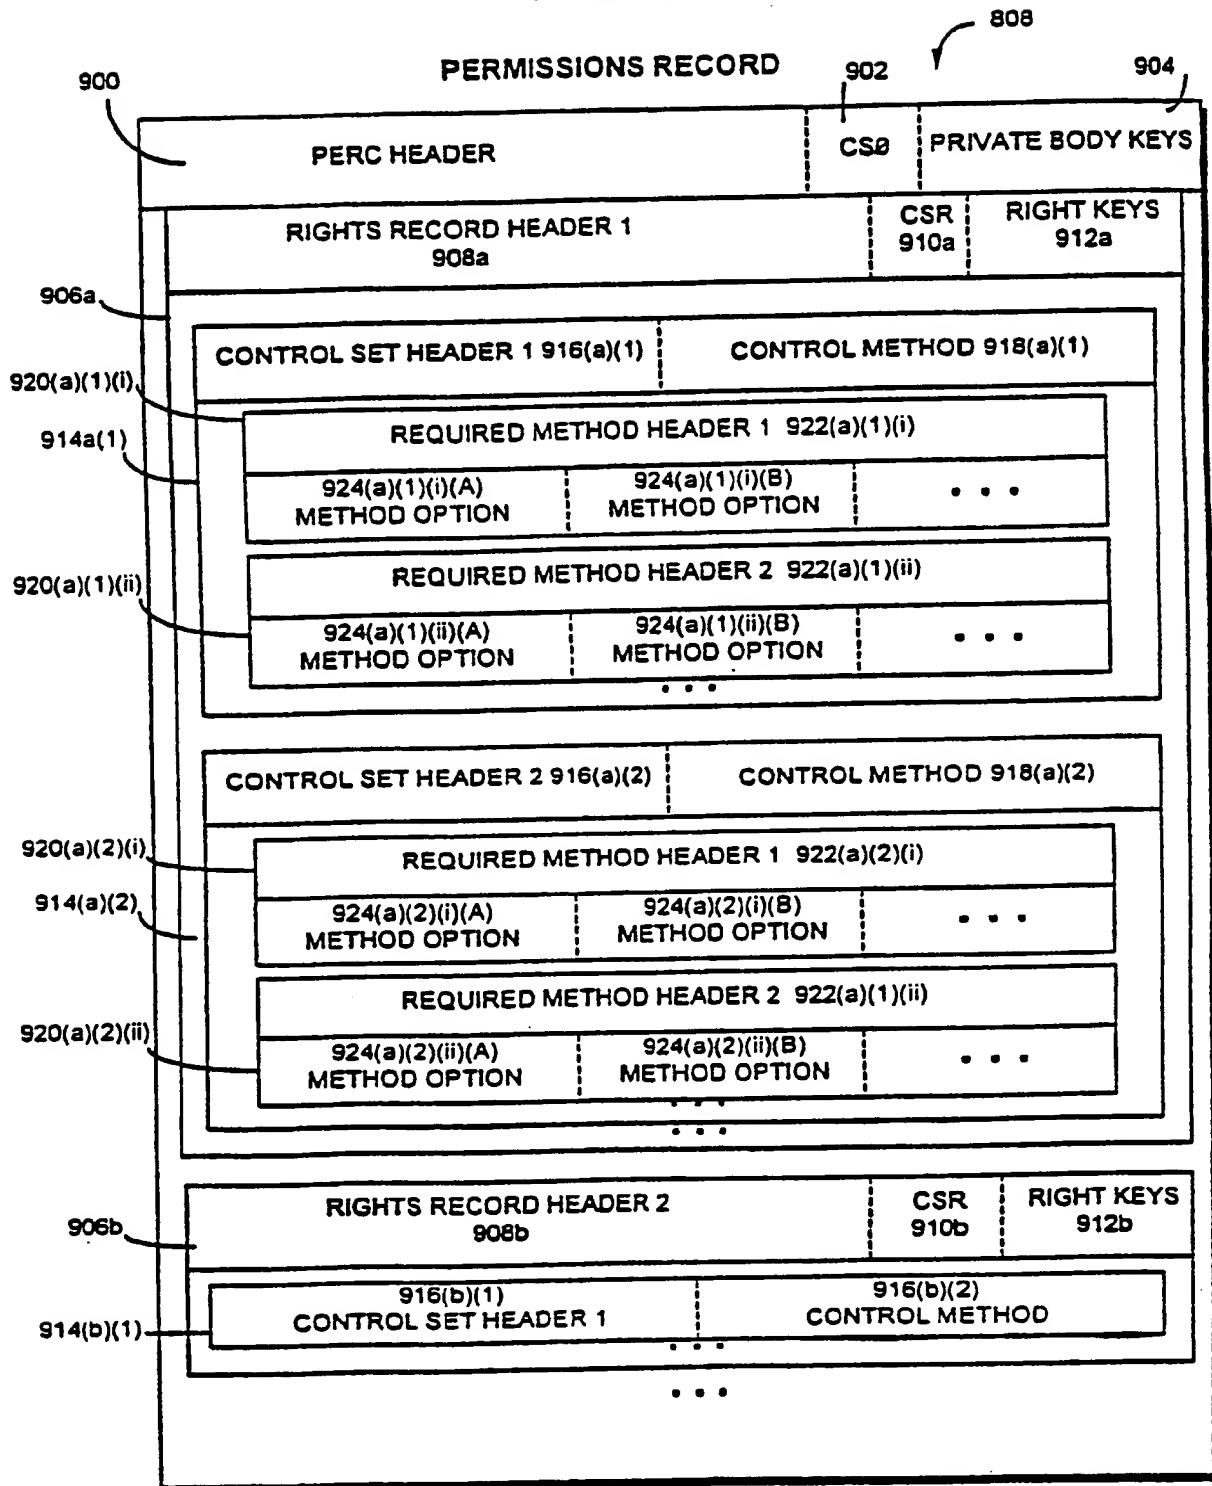 808
PERMISSIONS RECORD
900
902
904
PERC HEADER
CS0
PRIVATE BODY KEYS
RIGHTS RECORD HEADER 1
908a
CSR
910a
RIGHT KEYS
912a
906a
CONTROL SET HEADER 1 916(a)(1)
CONTROL METHOD 918(a)(1)
920(a)(1)(i)
914a(1)
REQUIRED METHOD HEADER 1 922(a)(1)(i)
924(a)(1)(i)(A)
METHOD OPTION
924(a)(1)(i)(B)
METHOD OPTION
• • •
920(a)(1)(ii)
REQUIRED METHOD HEADER 2 922(a)(1)(ii)
924(a)(1)(ii)(A)
METHOD OPTION
924(a)(1)(ii)(B)
METHOD OPTION
• • •
• • •
CONTROL SET HEADER 2 916(a)(2)
CONTROL METHOD 918(a)(2)
920(a)(2)(i)
914(a)(2)
REQUIRED METHOD HEADER 1 922(a)(2)(i)
924(a)(2)(i)(A)
METHOD OPTION
924(a)(2)(i)(B)
METHOD OPTION
• • •
920(a)(2)(ii)
REQUIRED METHOD HEADER 2 922(a)(1)(ii)
924(a)(2)(ii)(A)
METHOD OPTION
924(a)(2)(ii)(B)
METHOD OPTION
• • •
• • •
• • •
906b
RIGHTS RECORD HEADER 2
908b
CSR
910b
RIGHT KEYS
912b
914(b)(1)
916(b)(1)
CONTROL SET HEADER 1
916(b)(2)
CONTROL METHOD
• • •
• • •